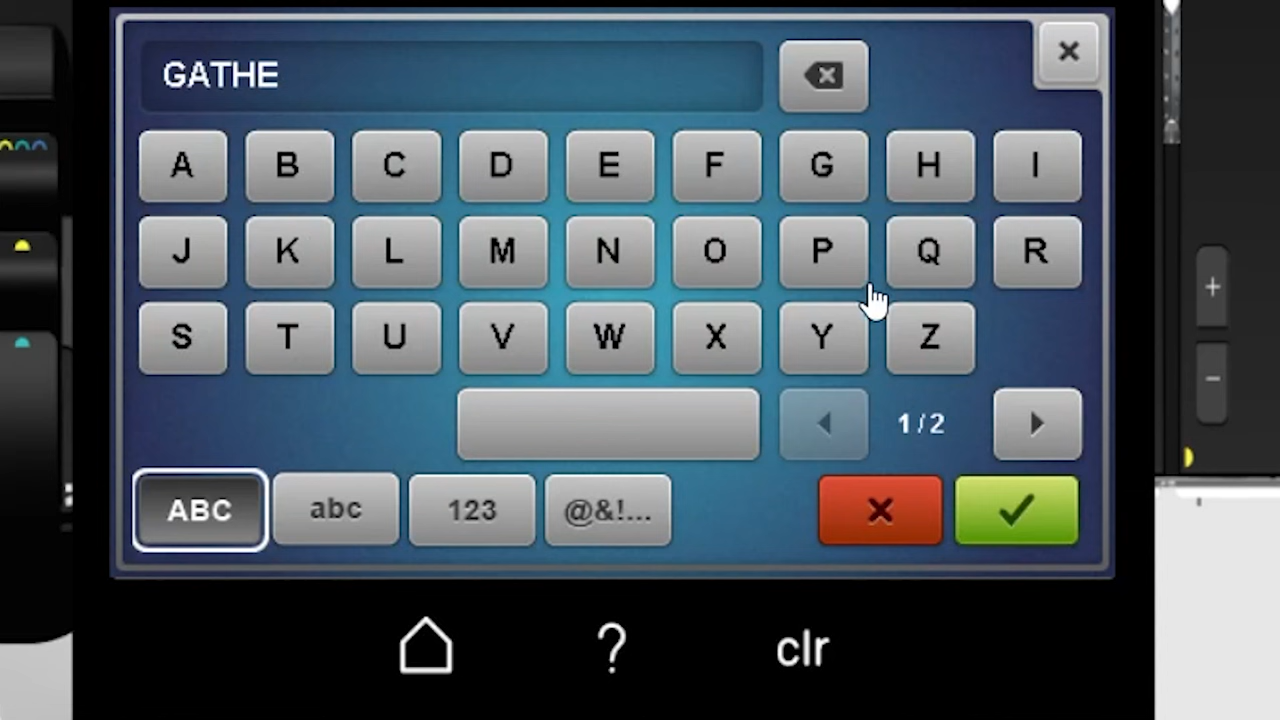 GATHE
A B C D E F G H I
J K L M N O P Q R
S T U V W X Y Z
1/2
ABC abc 123 @&!...
? clr